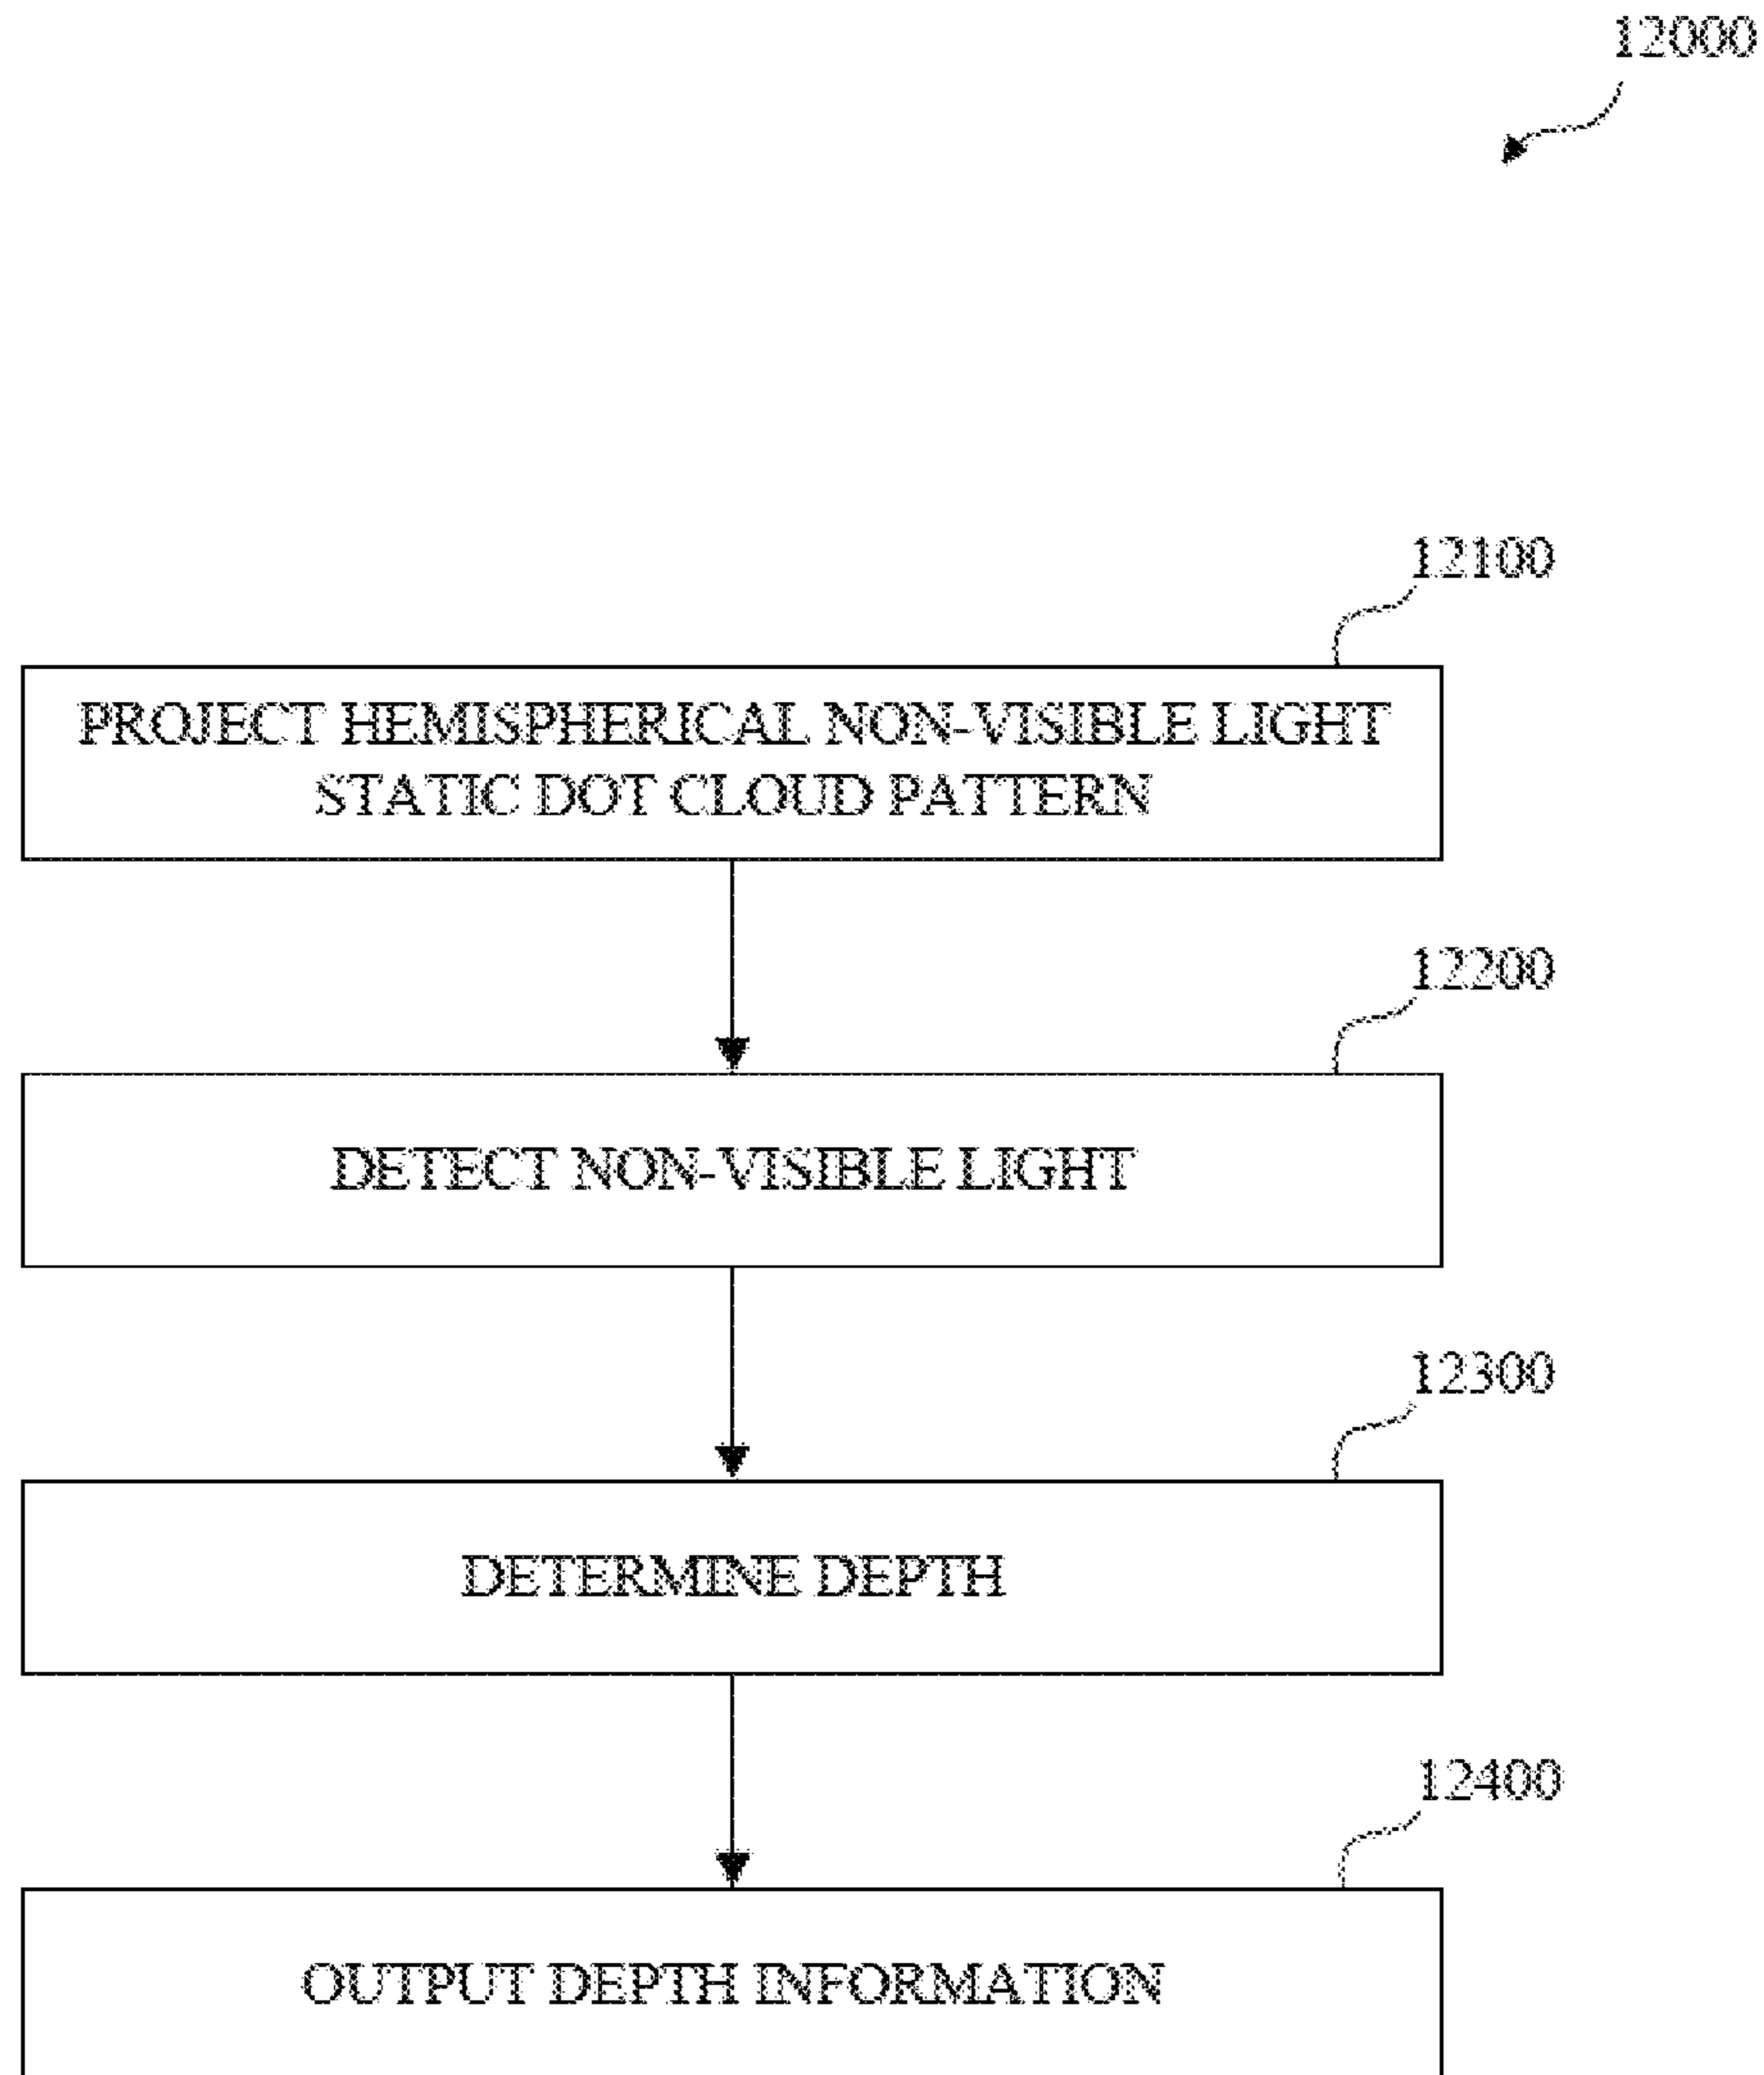 12000
12100
PROJECT HEMISPHERICAL NON-VISIBLE LIGHT
STATIC DOT CLOUD PATTERN
12200
DETECT NON-VISIBLE LIGHT
12300
DETERMINE DEPTH
12400
OUTPUT DEPTH INFORMATION